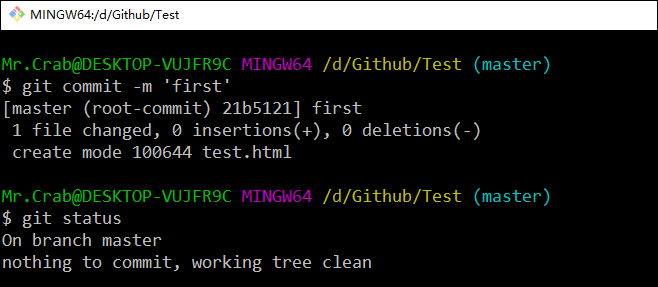 MINGW64:/d/Github/Test
Mr.Crab@DESKTOP-VUJFR9C MINGW64 /d/Github/Test (master)
$ git commit -m 'first'
[master (root-commit) 21b5121] first
 1 file changed, 0 insertions(+), 0 deletions(-)
 create mode 100644 test.html
Mr.Crab@DESKTOP-VUJFR9C MINGW64 /d/Github/Test (master)
$ git status
On branch master
nothing to commit, working tree clean